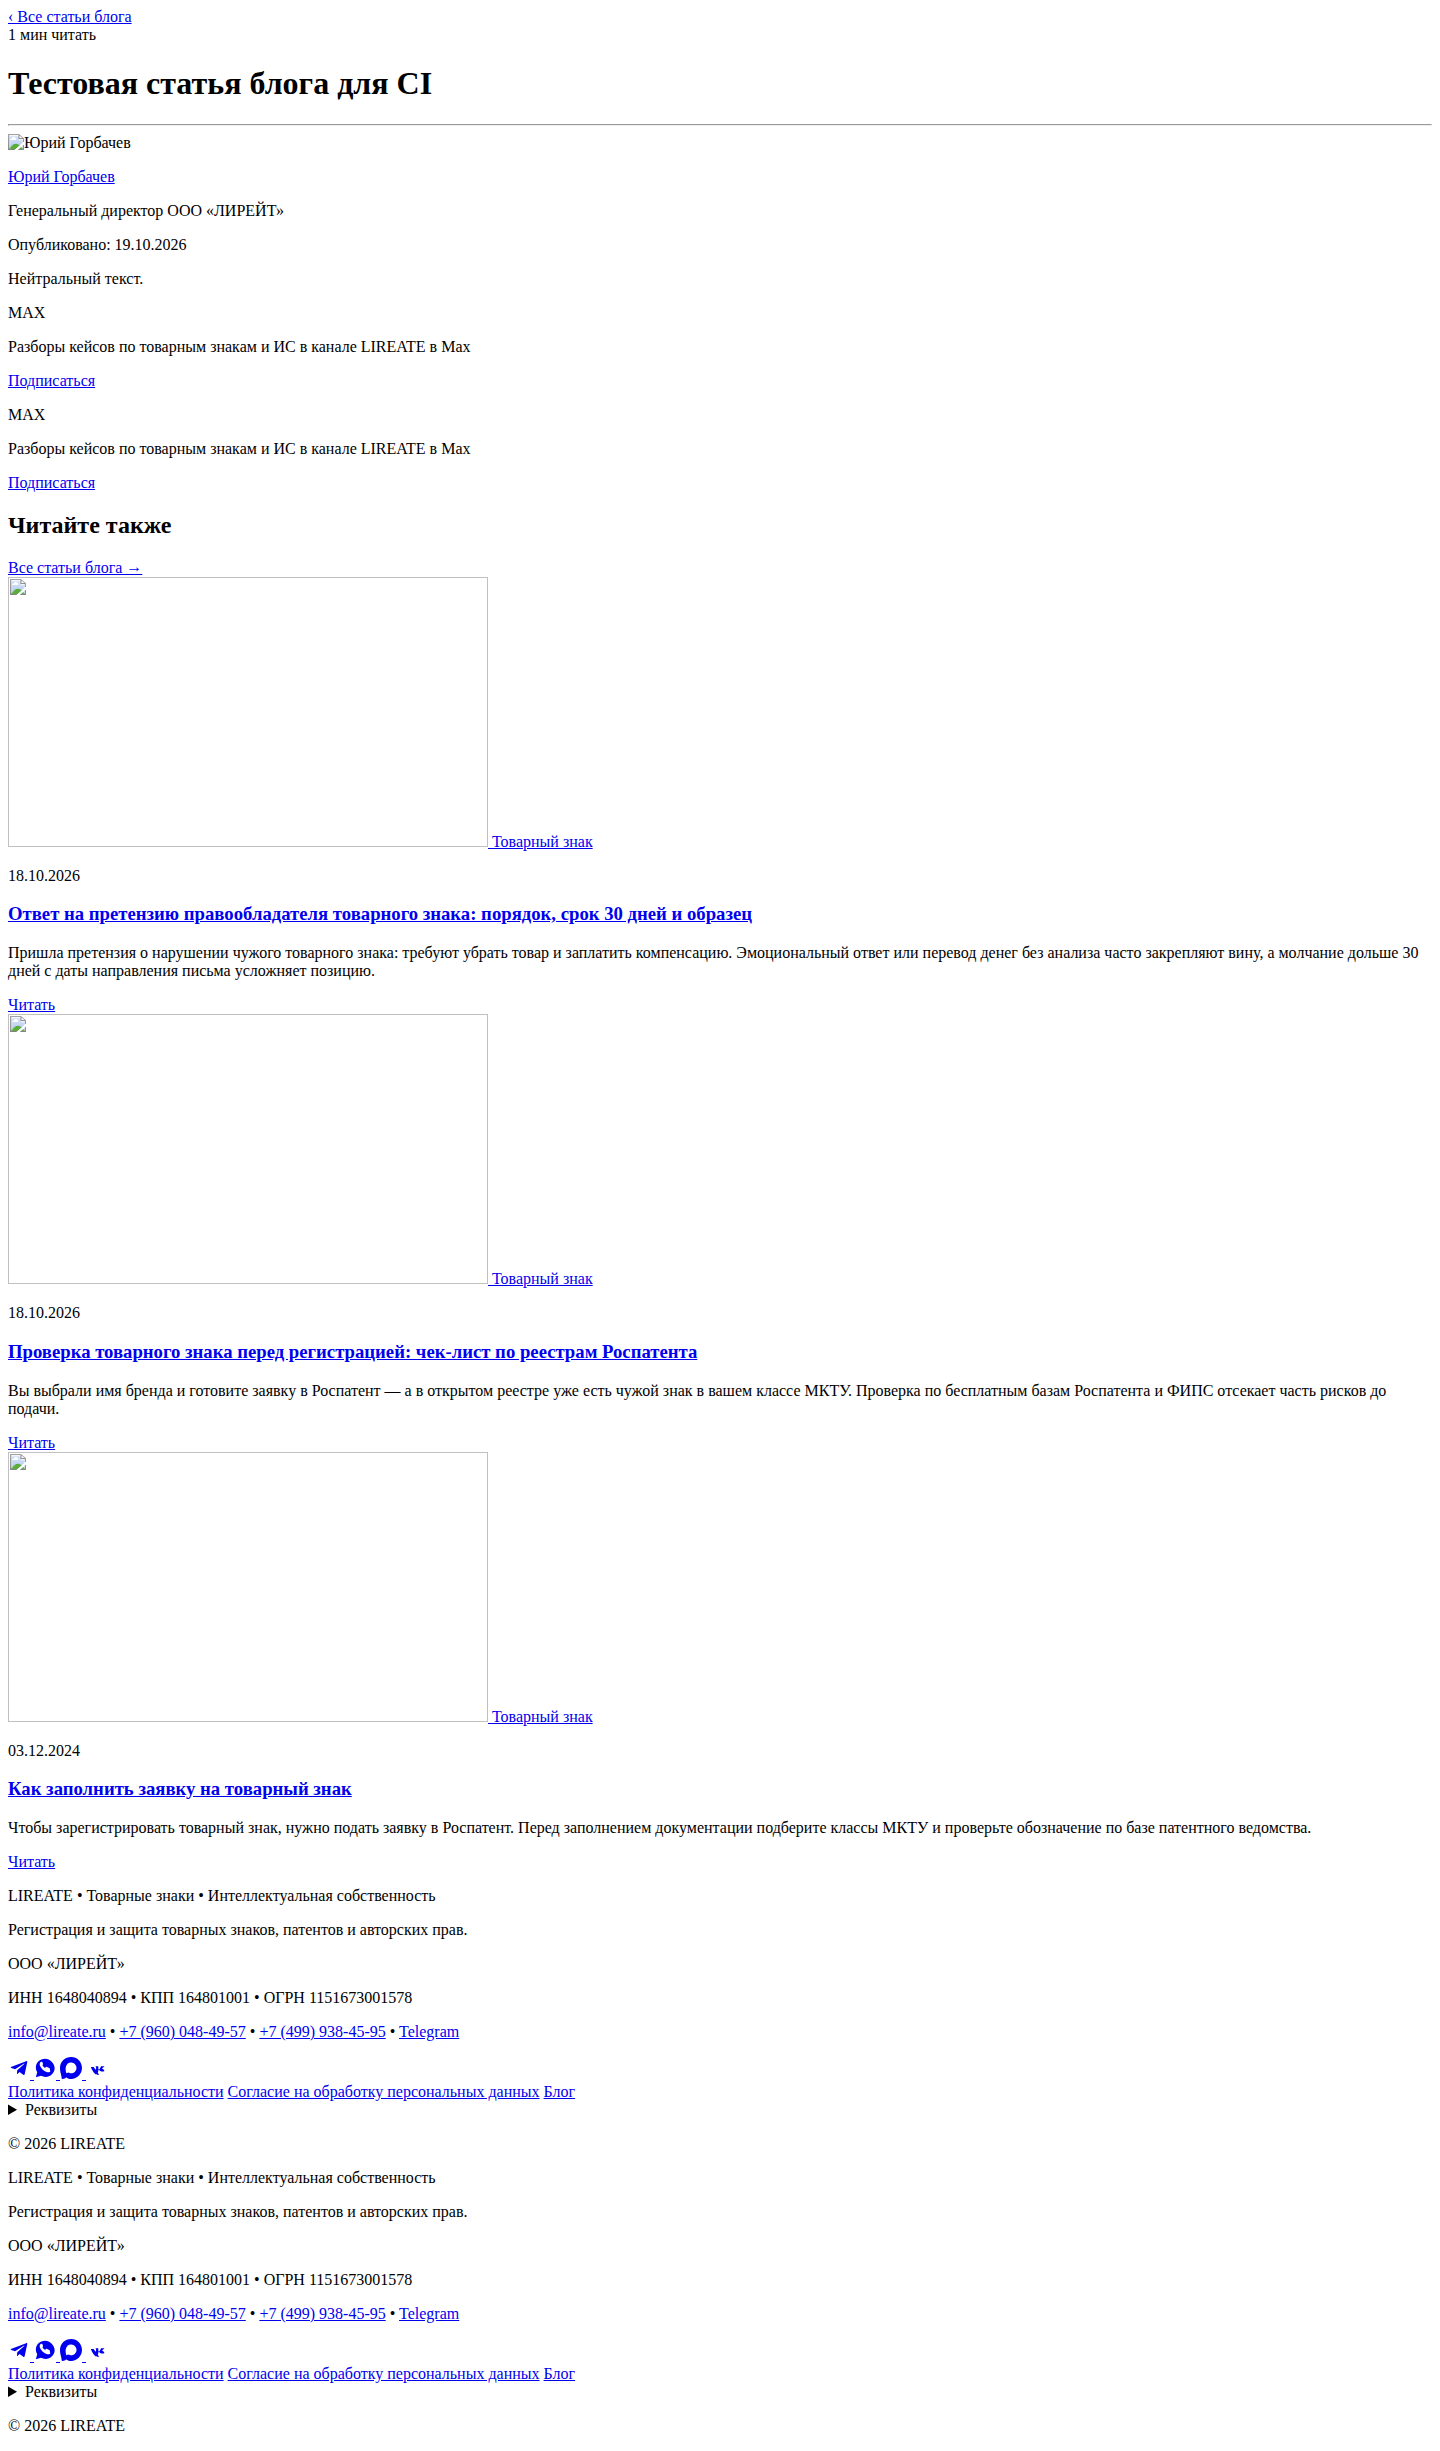 ‹ Все статьи блога
1 мин читать
Тестовая статья блога для CI
Юрий Горбачев
Юрий Горбачев
Генеральный директор ООО «ЛИРЕЙТ»
Опубликовано: 19.10.2026
Нейтральный текст.
MAX
Разборы кейсов по товарным знакам и ИС в канале LIREATE в Max
Подписаться
MAX
Разборы кейсов по товарным знакам и ИС в канале LIREATE в Max
Подписаться
Читайте также
Все статьи блога →
Товарный знак
18.10.2026
Ответ на претензию правообладателя товарного знака: порядок, срок 30 дней и образец
Пришла претензия о нарушении чужого товарного знака: требуют убрать товар и заплатить компенсацию. Эмоциональный ответ или перевод денег без анализа часто закрепляют вину, а молчание дольше 30
дней с даты направления письма усложняет позицию.
Читать
Товарный знак
18.10.2026
Проверка товарного знака перед регистрацией: чек-лист по реестрам Роспатента
Вы выбрали имя бренда и готовите заявку в Роспатент — а в открытом реестре уже есть чужой знак в вашем классе МКТУ. Проверка по бесплатным базам Роспатента и ФИПС отсекает часть рисков до
подачи.
Читать
Товарный знак
03.12.2024
Как заполнить заявку на товарный знак
Чтобы зарегистрировать товарный знак, нужно подать заявку в Роспатент. Перед заполнением документации подберите классы МКТУ и проверьте обозначение по базе патентного ведомства.
Читать
LIREATE • Товарные знаки • Интеллектуальная собственность
Регистрация и защита товарных знаков, патентов и авторских прав.
ООО «ЛИРЕЙТ»
ИНН 1648040894 • КПП 164801001 • ОГРН 1151673001578
info@lireate.ru • +7 (960) 048-49-57 • +7 (499) 938-45-95 • Telegram
Политика конфиденциальности Согласие на обработку персональных данных Блог
Реквизиты
© 2026 LIREATE
LIREATE • Товарные знаки • Интеллектуальная собственность
Регистрация и защита товарных знаков, патентов и авторских прав.
ООО «ЛИРЕЙТ»
ИНН 1648040894 • КПП 164801001 • ОГРН 1151673001578
info@lireate.ru • +7 (960) 048-49-57 • +7 (499) 938-45-95 • Telegram
Политика конфиденциальности Согласие на обработку персональных данных Блог
Реквизиты
© 2026 LIREATE